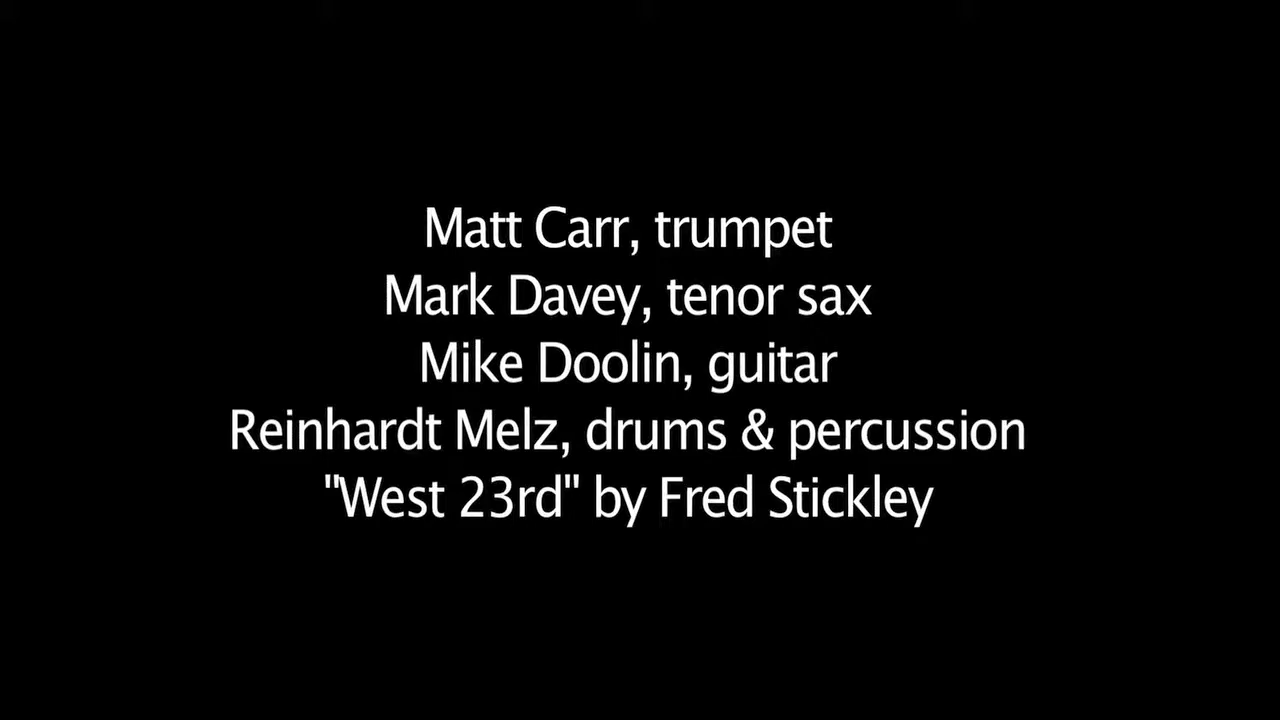 Matt Carr, trumpet
Mark Davey, tenor sax
Mike Doolin, guitar
Reinhardt Melz, drums & percussion
"West 23rd" by Fred Stickley